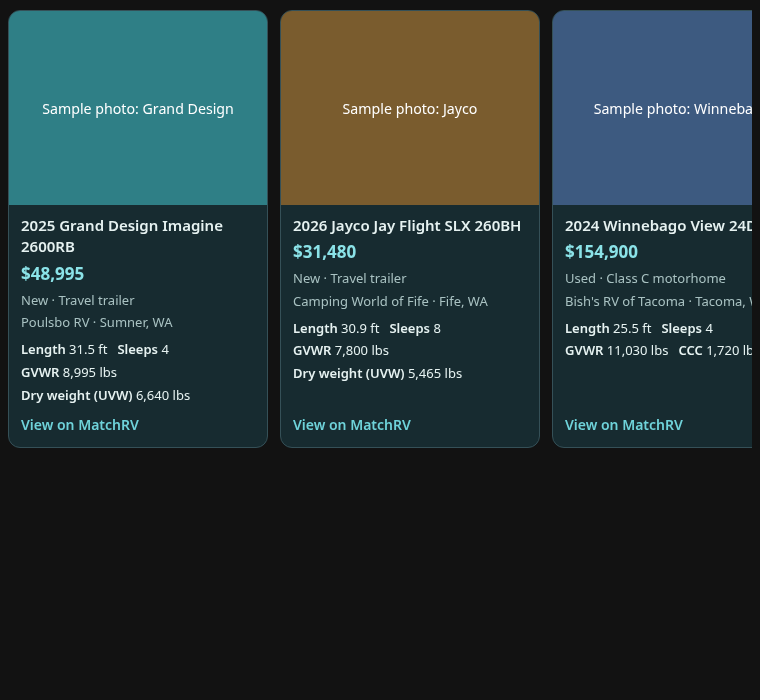 Sample photo: Grand Design
2025 Grand Design Imagine
2600RB
$48,995
New · Travel trailer
Poulsbo RV · Sumner, WA
Length 31.5 ft Sleeps 4
GVWR 8,995 lbs
Dry weight (UVW) 6,640 lbs
View on MatchRV
Sample photo: Jayco
2026 Jayco Jay Flight SLX 260BH
$31,480
New · Travel trailer
Camping World of Fife · Fife, WA
Length 30.9 ft Sleeps 8
GVWR 7,800 lbs
Dry weight (UVW) 5,465 lbs
View on MatchRV
Sample photo: Winneba
2024 Winnebago View
$154,900
Used · Class C motorhome
Bish's RV of Tacoma · Tacoma,
Length 25.5 ft Sleeps 4
GVWR 11,030 lbs CCC 1,720
View on MatchRV